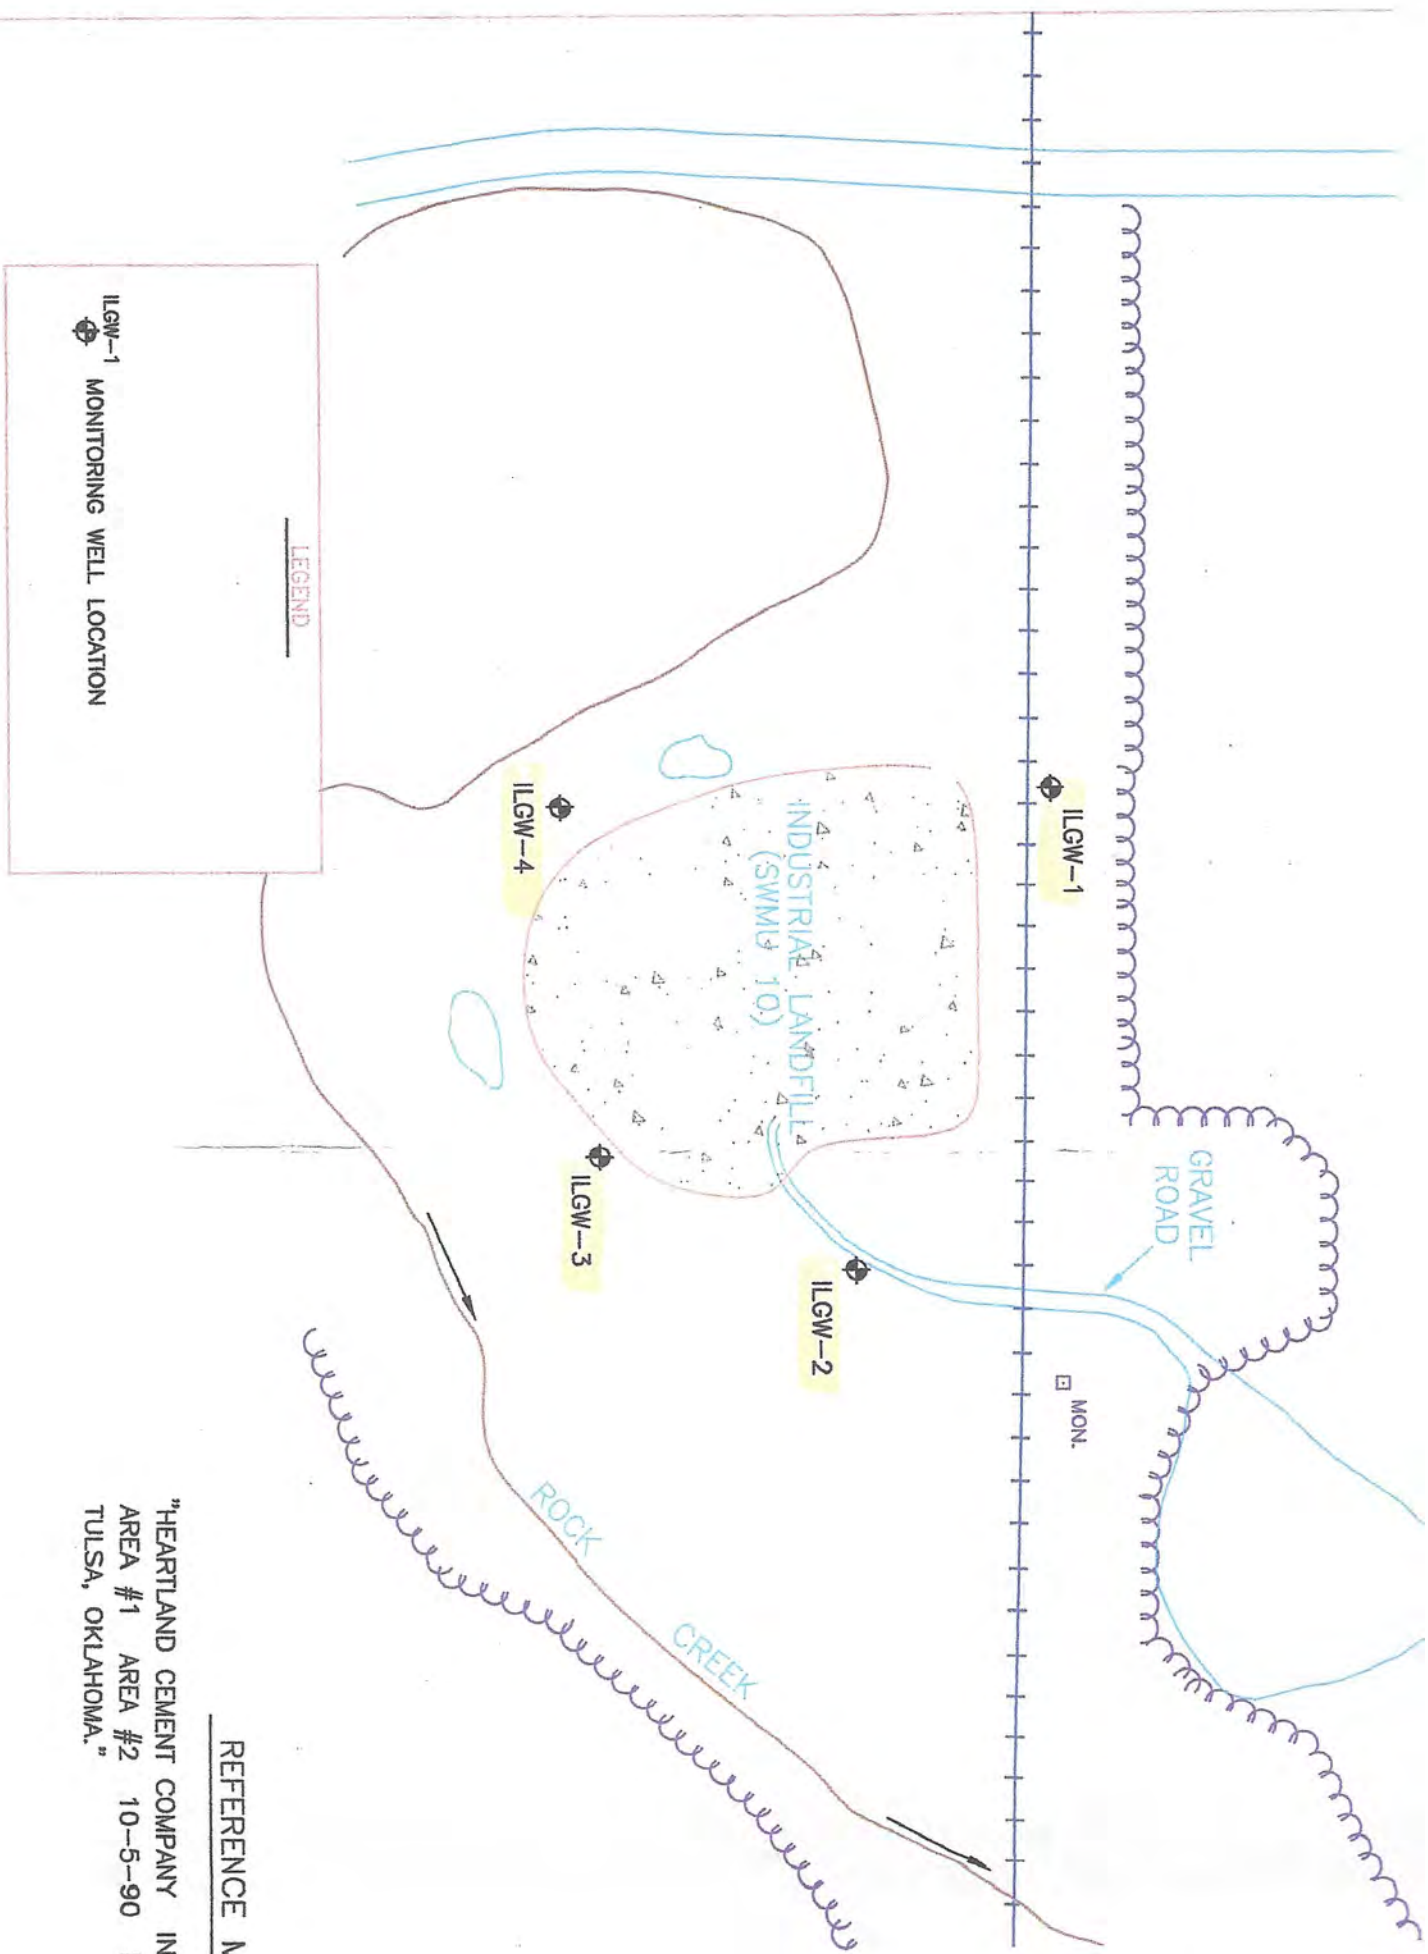 ILGW-1
GRAVEL
ROAD
MON.
INDUSTRIAL LANDFILL
(SWMU 10)
ILGW-2
ILGW-3
ILGW-4
ROCK
CREEK
LEGEND
ILGW-1 MONITORING WELL LOCATION
REFERENCE
"HEARTLAND CEMENT COMPANY IN
AREA #1 AREA #2 10-5-90
TULSA, OKLAHOMA."